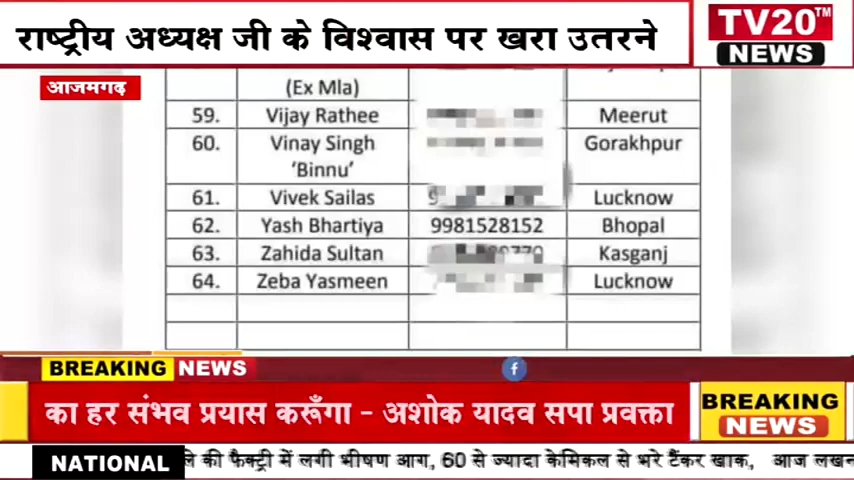 राष्ट्रीय अध्यक्ष जी के विश्वास पर खरा उतरने
TV20™
NEWS
आजमगढ़
(Ex Mla)
59. Vijay Rathee Meerut
60. Vinay Singh Gorakhpur
'Binnu'
61. Vivek Sailas Lucknow
62. Yash Bhartiya 9981528152 Bhopal
63. Zahida Sultan Kasganj
64. Zeba Yasmeen Lucknow
BREAKING NEWS
का हर संभव प्रयास करूँगा - अशोक यादव सपा प्रवक्ता
BREAKING
NEWS
NATIONAL
की फैक्ट्री में लगी भीषण आग, 60 से ज्यादा केमिकल से भरे टैंकर खाक, आज